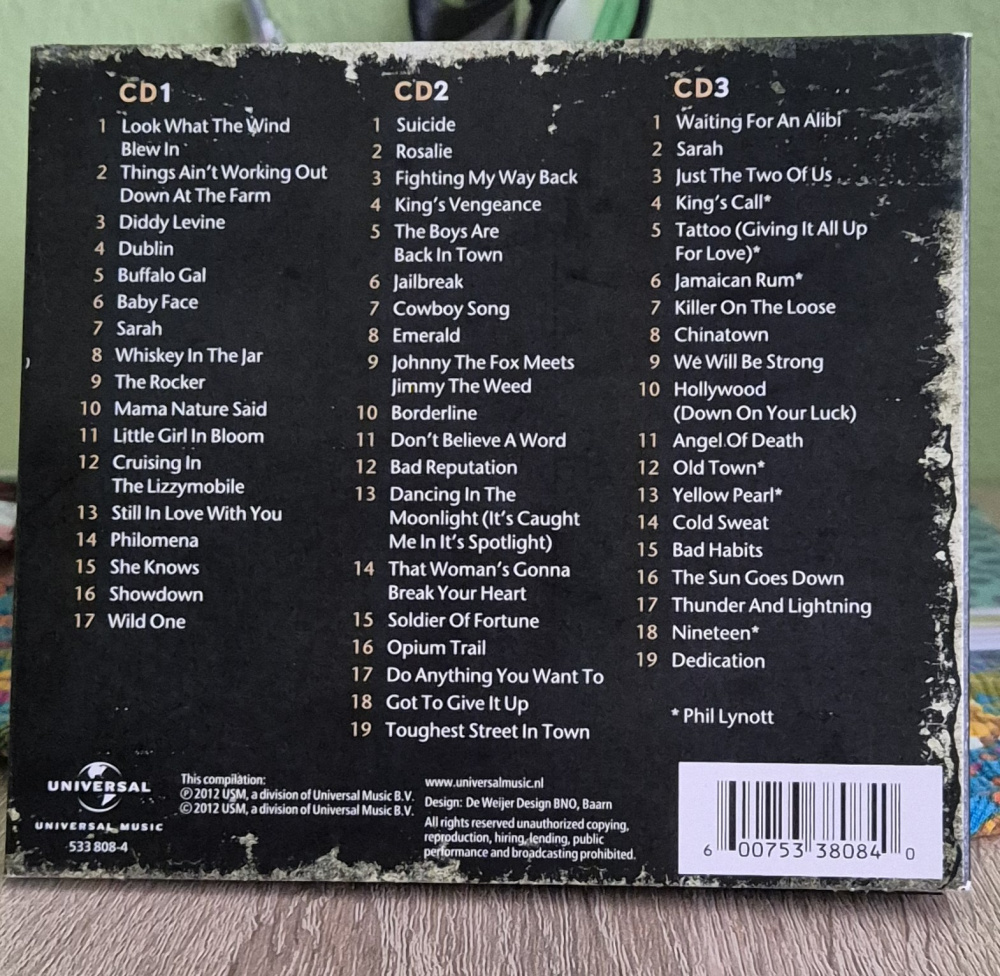 CD1
1 Look What The Wind
Blew In
2 Things Ain't Working Out
Down At The Farm
3 Diddy Levine
4 Dublin
5 Buffalo Gal
6 Baby Face
7 Sarah
8 Whiskey In The Jar
9 The Rocker
10 Mama Nature Said
11 Little Girl In Bloom
12 Cruising In
The Lizzymobile
13 Still In Love With You
14 Philomena
15 She Knows
16 Showdown
17 Wild One
CD2
1 Suicide
2 Rosalie
3 Fighting My Way Back
4 King's Vengeance
5 The Boys Are
Back In Town
6 Jailbreak
7 Cowboy Song
8 Emerald
9 Johnny The Fox Meets
Jimmy The Weed
10 Borderline
11 Don't Believe A Word
12 Bad Reputation
13 Dancing In The
Moonlight (It's Caught
Me In It's Spotlight)
14 That Woman's Gonna
Break Your Heart
15 Soldier Of Fortune
16 Opium Trail
17 Do Anything You Want To
18 Got To Give It Up
19 Toughest Street In Town
CD3
1 Waiting For An Alibi
2 Sarah
3 Just The Two Of Us
4 King's Call*
5 Tattoo (Giving It All Up
For Love)*
6 Jamaican Rum*
7 Killer On The Loose
8 Chinatown
9 We Will Be Strong
10 Hollywood
(Down On Your Luck)
11 Angel Of Death
12 Old Town*
13 Yellow Pearl*
14 Cold Sweat
15 Bad Habits
16 The Sun Goes Down
17 Thunder And Lightning
18 Nineteen*
19 Dedication
* Phil Lynott
UNIVERSAL
UNIVERSAL MUSIC
533 808-4
This compilation:
℗ 2012 USM, a division of Universal Music B.V.
© 2012 USM, a division of Universal Music B.V.
www.universalmusic.nl
Design: De Weijer Design BNO, Baarn
All rights reserved unauthorized copying,
reproduction, hiring, lending, public
performance and broadcasting prohibited.
6 00753 38084 0